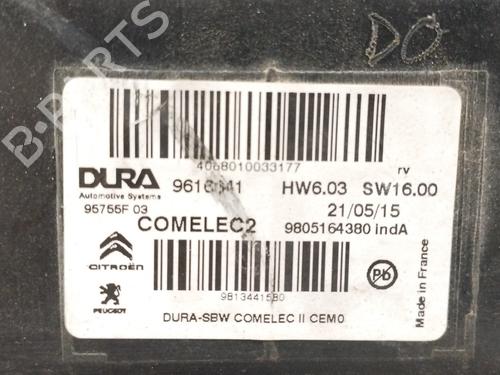 DO
B-PARTS
4068010033177
rv
DURA
Automotive Systems
HW6.03 SW16.00
95755F 03
21/05/15
COMELEC2
9805164380 indA
CITROËN
Pb
PEUGEOT
9813441580
DURA-SBW COMELEC II CEM0
Made in France